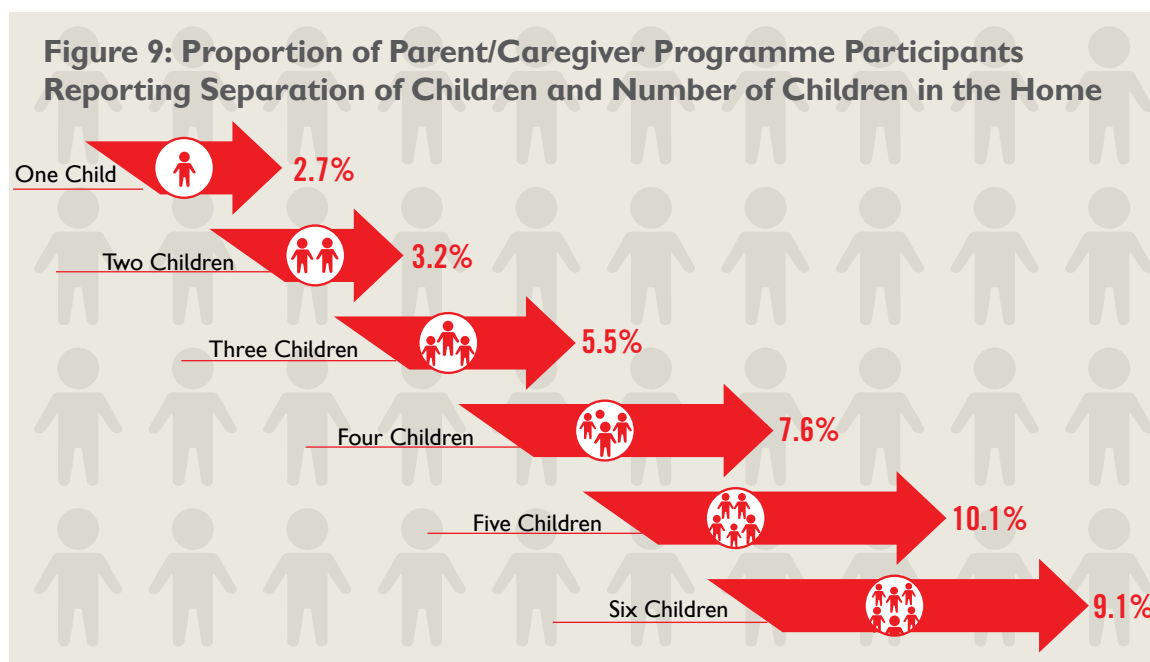 Figure 9: Proportion of Parent/Caregiver Programme Participants
Reporting Separation of Children and Number of Children in the Home
One Child
2.7%
Two Children
3.2%
Three Children
5.5%
Four Children
7.6%
Five Children
10.1%
Six Children
9.1%